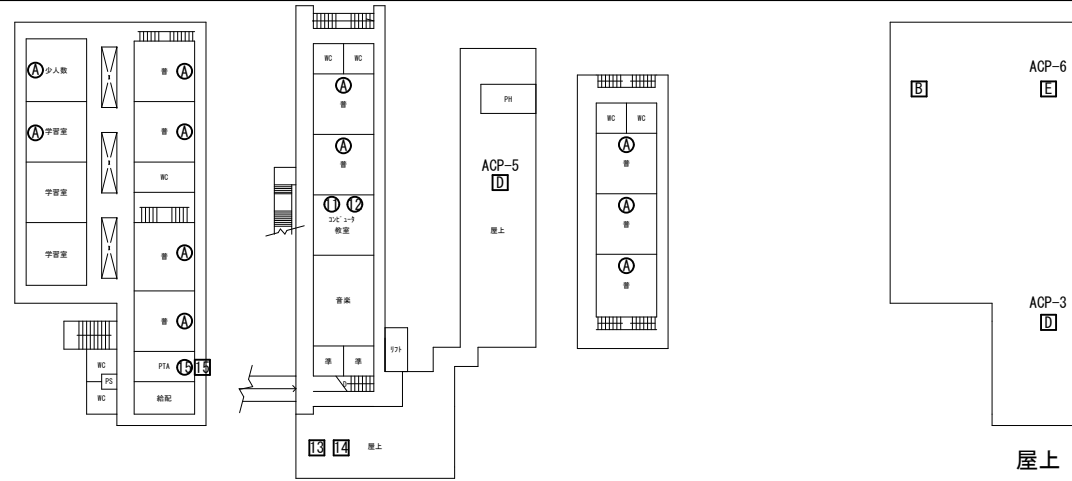 Ⓐ 少人数
Ⓐ 学習室
学習室
学習室
普 Ⓐ
普 Ⓐ
WC
普 Ⓐ
普 Ⓐ
PTA ⑮ 15
給配
WC
PS
WC
WC WC
Ⓐ
普
Ⓐ
普
⑪ ⑫
コンピュータ
教室
音楽
準 準
リフト
13 14 屋上
PH
ACP-5
D
屋上
WC WC
Ⓐ
普
Ⓐ
普
Ⓐ
普
B
ACP-6
E
ACP-3
D
屋上